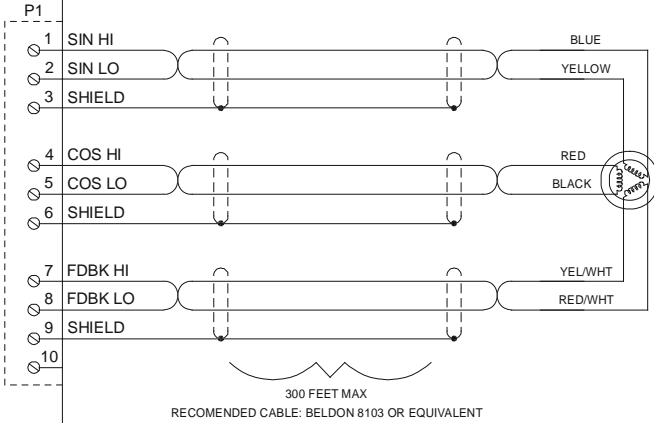 P1
1 SIN HI BLUE
2 SIN LO YELLOW
3 SHIELD
4 COS HI RED
5 COS LO BLACK
6 SHIELD
7 FDBK HI YEL/WHT
8 FDBK LO RED/WHT
9 SHIELD
10
300 FEET MAX
RECOMENDED CABLE: BELDON 8103 OR EQUIVALENT